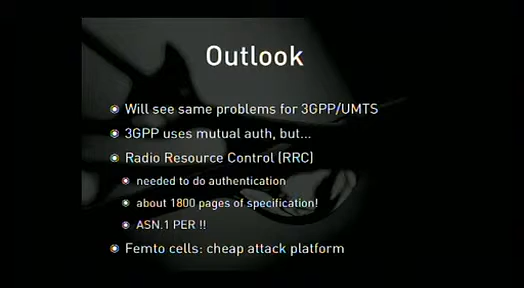 Outlook
Will see same problems for 3GPP/UMTS
3GPP uses mutual auth, but...
Radio Resource Control (RRC)
needed to do authentication
about 1800 pages of specification!
ASN.1 PER !!
Femto cells: cheap attack platform